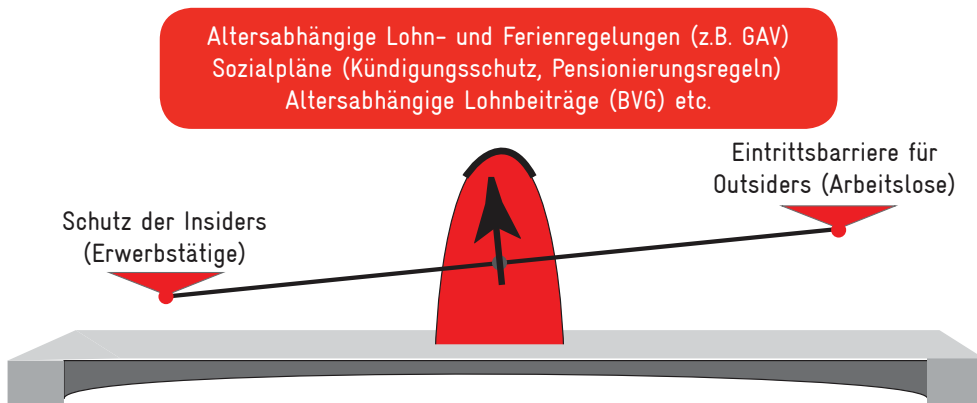 Altersabhängige Lohn- und Ferienregelungen (z.B. GAV)
Sozialpläne (Kündigungsschutz, Pensionierungsregeln)
Altersabhängige Lohnbeiträge (BVG) etc.
Eintrittsbarriere für
Outsiders (Arbeitslose)
Schutz der Insiders
(Erwerbstätige)